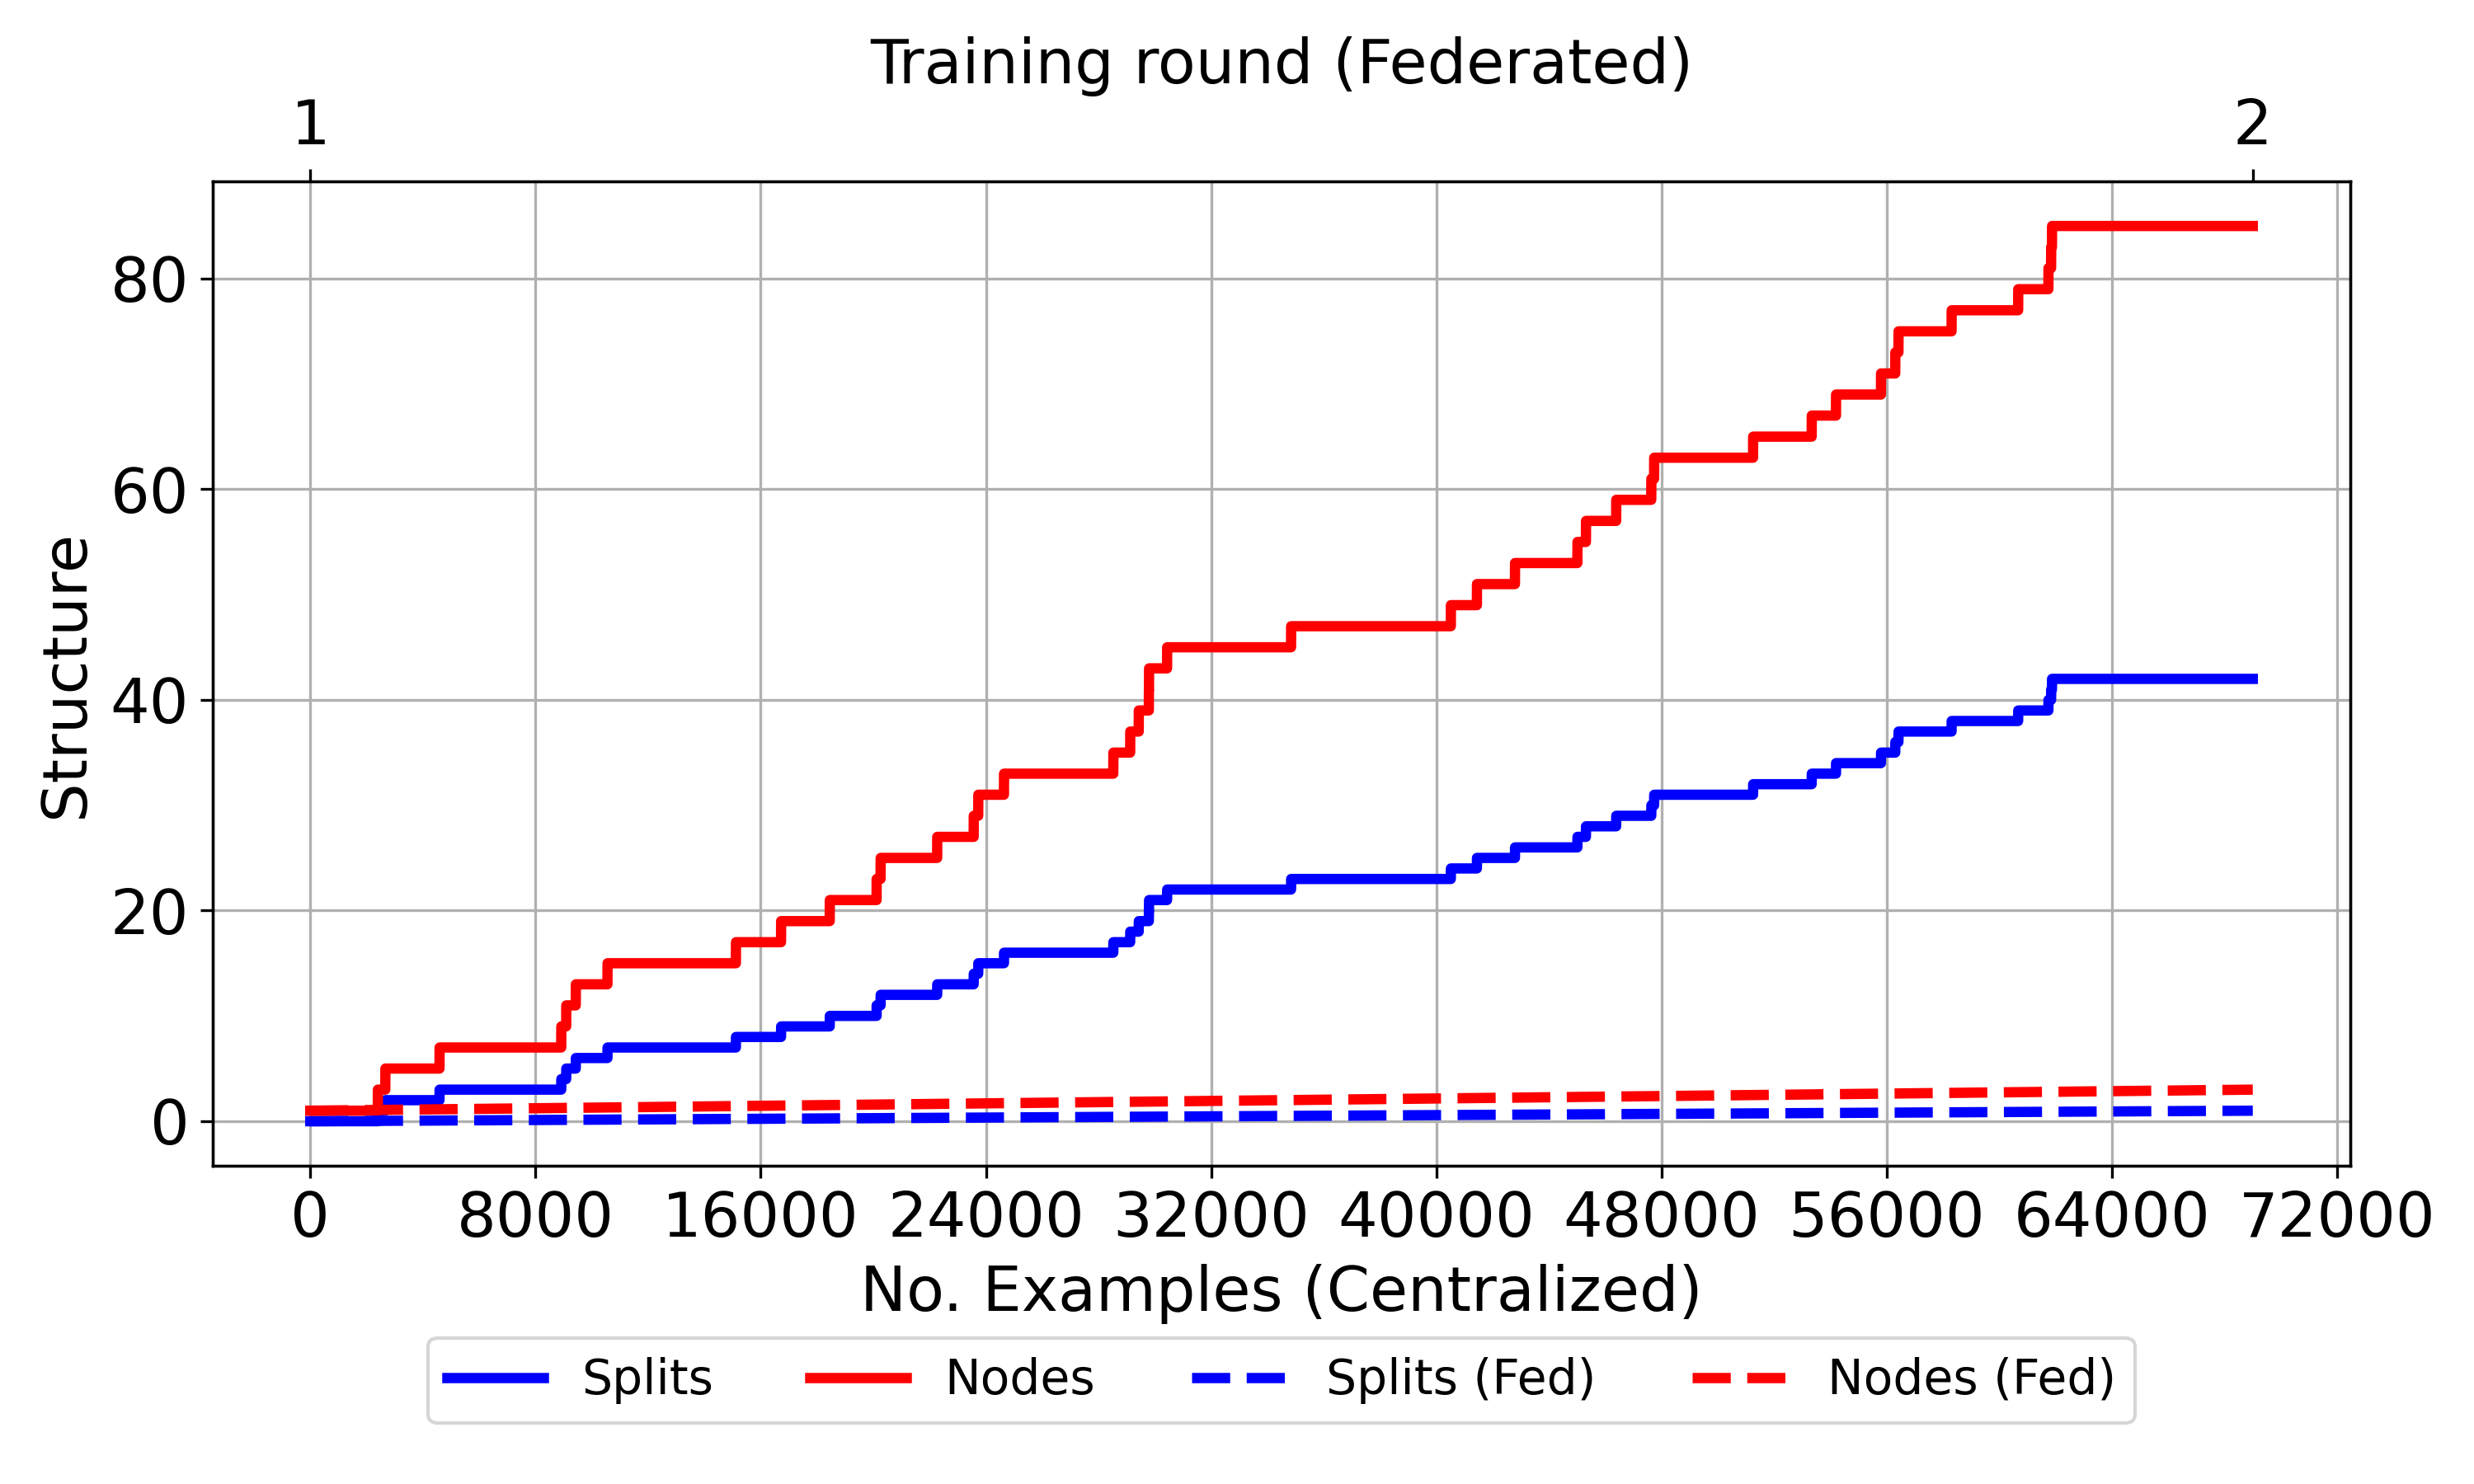 Training round (Federated)
1 2
Structure
80
60
40
20
0
0 8000 16000 24000 32000 40000 48000 56000 64000 72000
No. Examples (Centralized)
Splits Nodes Splits (Fed) Nodes (Fed)